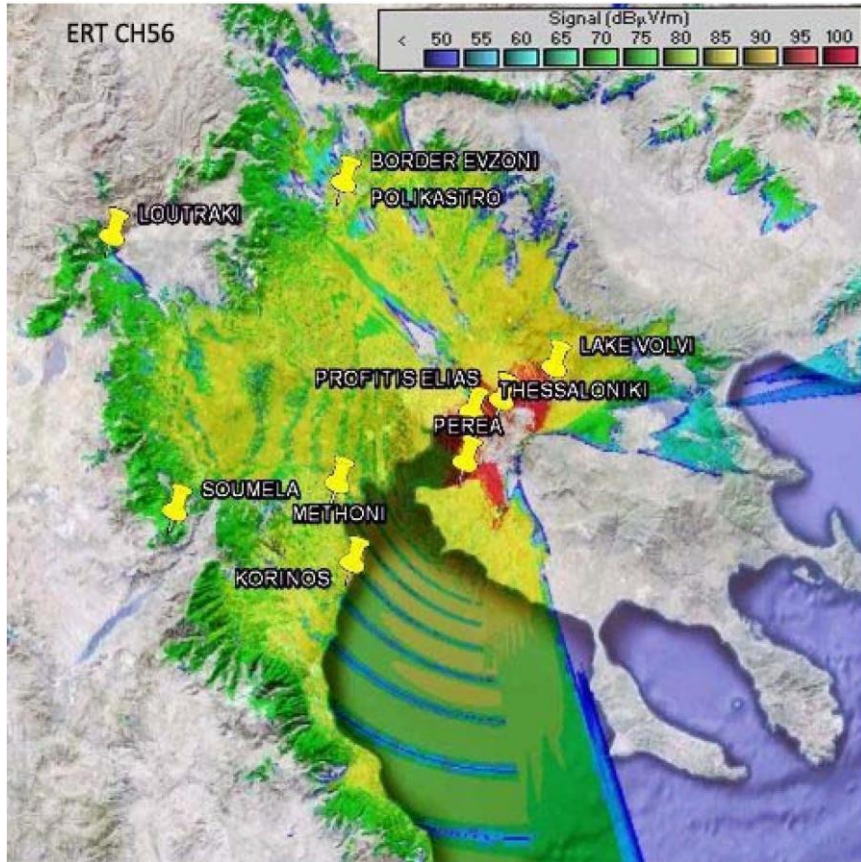 ERT CH56
Signal (dBµV/m)
< 50 55 60 65 70 75 80 85 90 95 100
BORDER EVZONI
POLIKASTRO
LOUTRAKI
LAKE VOLVI
PROFITIS ELIAS
THESSALONIKI
PEREA
SOUMELA
METHONI
KORINOS